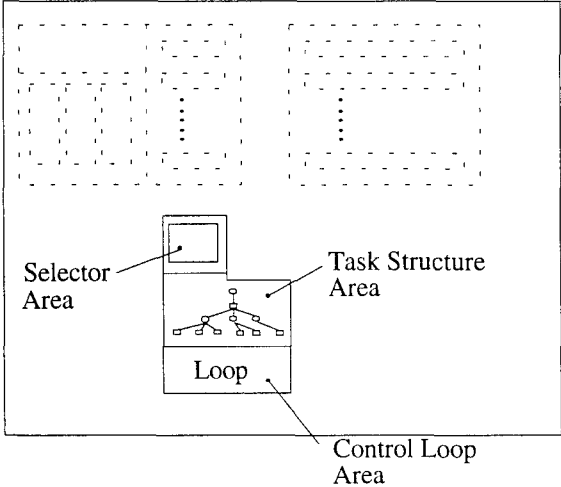 Selector
Area
Task Structure
Area
Loop
Control Loop
Area